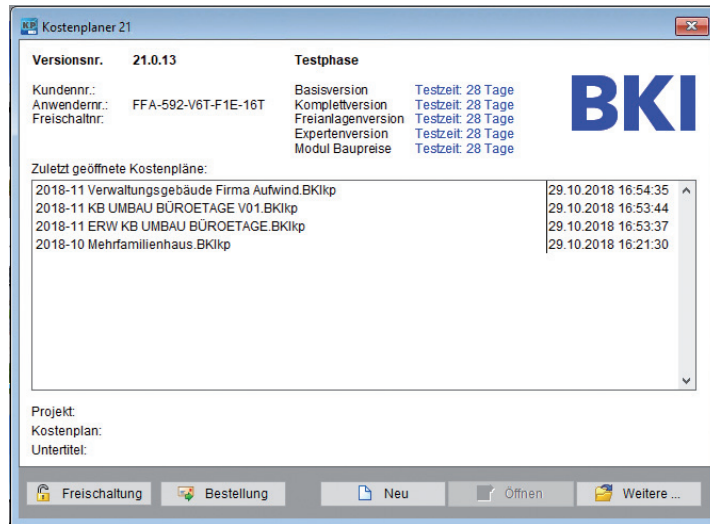 KP Kostenplaner 21
Versionsnr. 21.0.13 Testphase
Kundennr.: Basisversion Testzeit: 28 Tage
Anwendernr.: FFA-592-V6T-F1E-16T Komplettversion Testzeit: 28 Tage
Freischaltnr: Freianlagenversion Testzeit: 28 Tage
Expertenversion Testzeit: 28 Tage
Modul Baupreise Testzeit: 28 Tage
BKI
Zuletzt geöffnete Kostenpläne:
2018-11 Verwaltungsgebäude Firma Aufwind.BKIkp 29.10.2018 16:54:35
2018-11 KB UMBAU BÜROETAGE V01.BKIkp 29.10.2018 16:53:44
2018-11 ERW KB UMBAU BÜROETAGE.BKIkp 29.10.2018 16:53:37
2018-10 Mehrfamilienhaus.BKIkp 29.10.2018 16:21:30
Projekt:
Kostenplan:
Untertitel:
Freischaltung Bestellung Neu Öffnen Weitere ...